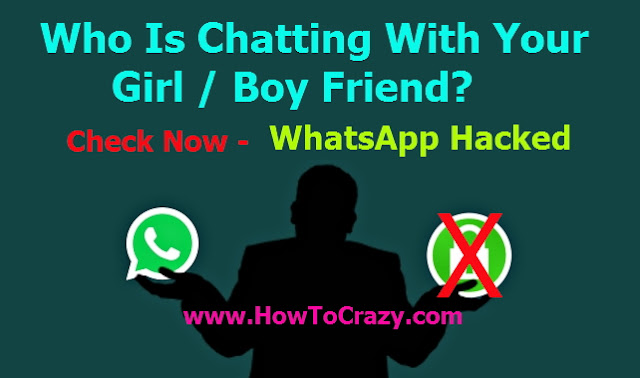 Who Is Chatting With Your
Girl / Boy Friend?
Check Now - WhatsApp Hacked
www.HowToCrazy.com